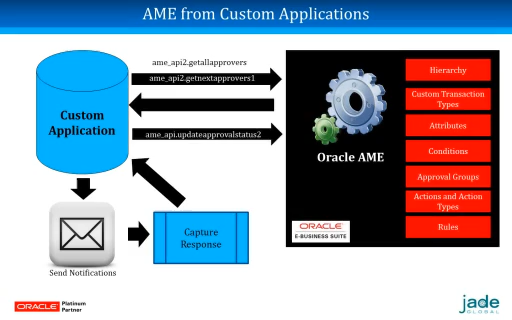 AME from Custom Applications
ame_api2.getallapprovers
ame_api2.getnextapprovers1
Custom
Application
ame_api.updateapprovalstatus2
Oracle AME
Hierarchy
Custom Transaction
Types
Attributes
Conditions
Approval Groups
Actions and Action
Types
Rules
ORACLE
E-BUSINESS SUITE
Capture
Response
Send Notifications
ORACLE Platinum
Partner
jade
GLOBAL